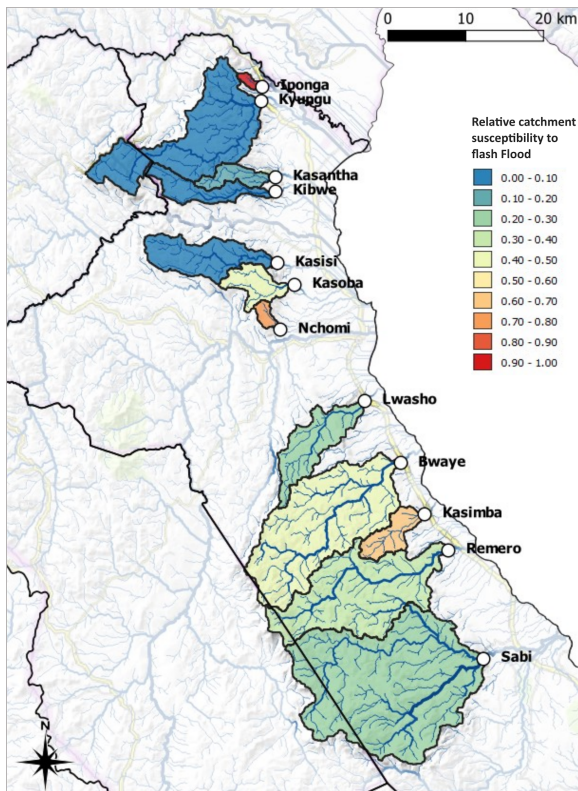 0 10 20 km
Iponga
Kyungu
Relative catchment
susceptibility to
flash Flood
Kasantha
Kibwe
0.00 - 0.10
0.10 - 0.20
0.20 - 0.30
0.30 - 0.40
0.40 - 0.50
0.50 - 0.60
0.60 - 0.70
0.70 - 0.80
0.80 - 0.90
0.90 - 1.00
Kasisi
Kasoba
Nchomi
Lwasho
Bwaye
Kasimba
Remero
Sabi
N